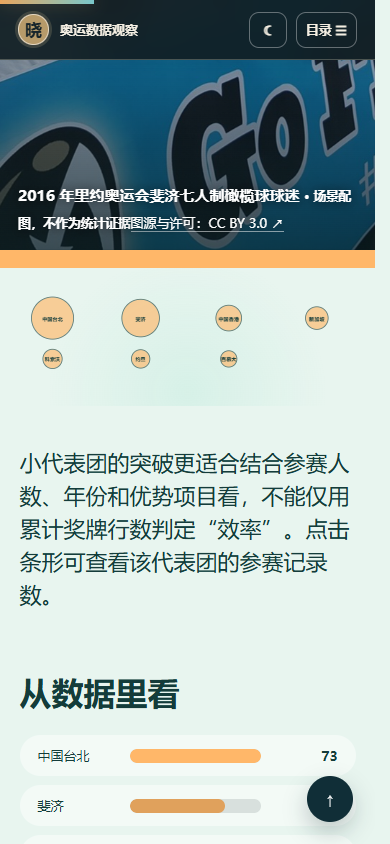 晓 奥运数据观察 目录 ☰
Go Fi
2016 年里约奥运会斐济七人制橄榄球球迷 • 场景配
图，不作为统计证据图源与许可：CC BY 3.0 ↗
中国台北 斐济 中国香港 新加坡
科索沃 约旦
小代表团的突破更适合结合参赛人
数、年份和优势项目看，不能仅用
累计奖牌行数判定“效率”。点击
条形可查看该代表团的参赛记录
数。
从数据里看
中国台北 73
斐济
↑